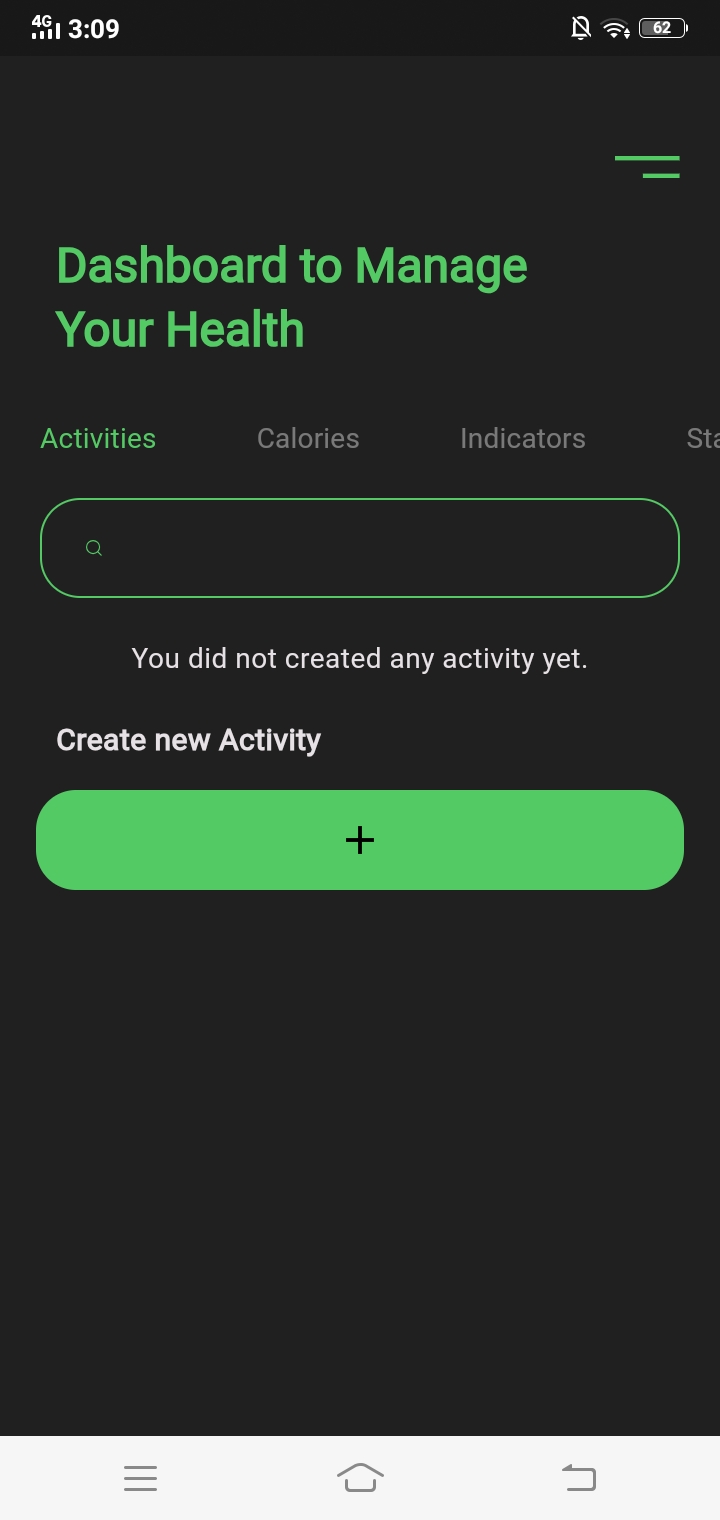 4G 3:09 62
Dashboard to Manage
Your Health
Activities Calories Indicators Sta
You did not created any activity yet.
Create new Activity